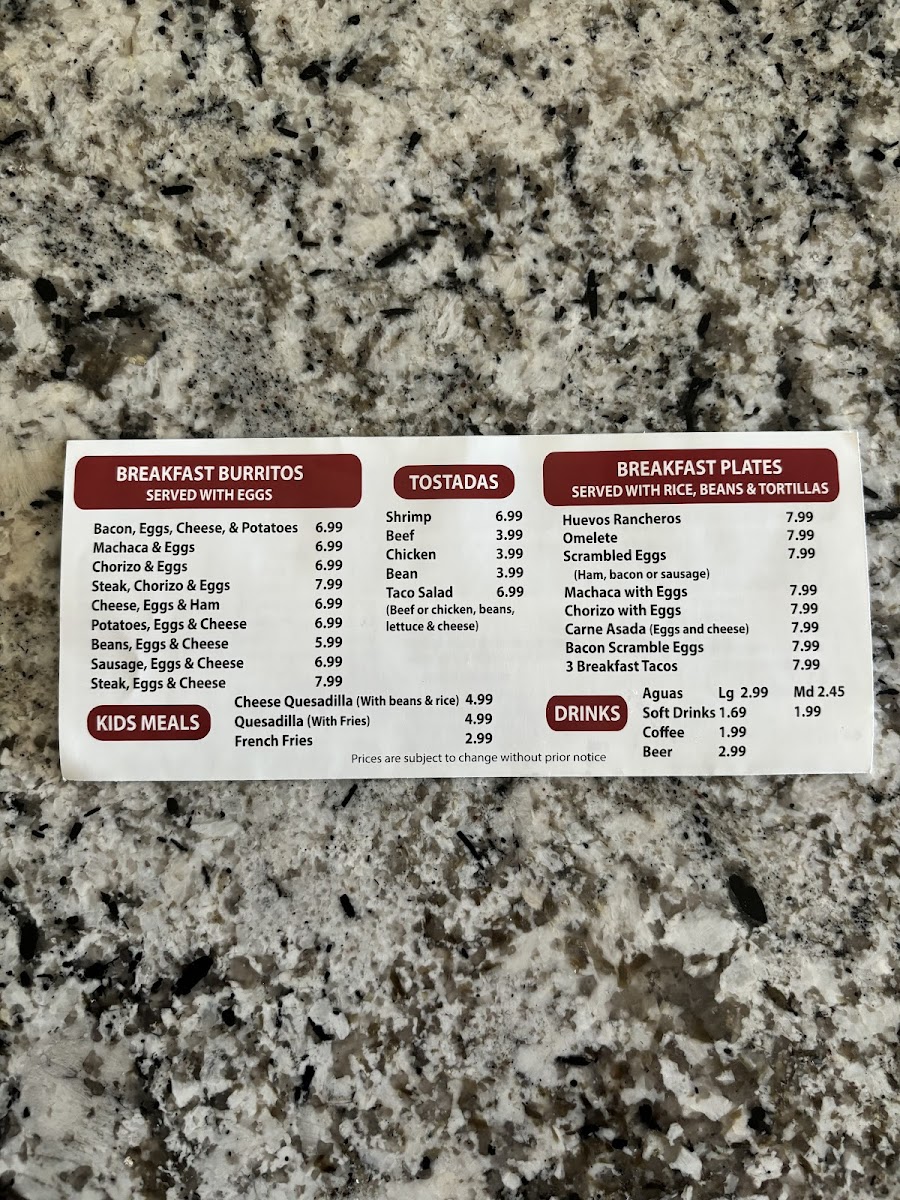 BREAKFAST BURRITOS
SERVED WITH EGGS
Bacon, Eggs, Cheese, & Potatoes 6.99
Machaca & Eggs 6.99
Chorizo & Eggs 6.99
Steak, Chorizo & Eggs 7.99
Cheese, Eggs & Ham 6.99
Potatoes, Eggs & Cheese 6.99
Beans, Eggs & Cheese 5.99
Sausage, Eggs & Cheese 6.99
Steak, Eggs & Cheese 7.99
TOSTADAS
Shrimp 6.99
Beef 3.99
Chicken 3.99
Bean 3.99
Taco Salad 6.99
(Beef or chicken, beans,
lettuce & cheese)
BREAKFAST PLATES
SERVED WITH RICE, BEANS & TORTILLAS
Huevos Rancheros 7.99
Omelete 7.99
Scrambled Eggs 7.99
(Ham, bacon or sausage)
Machaca with Eggs 7.99
Chorizo with Eggs 7.99
Carne Asada (Eggs and cheese) 7.99
Bacon Scramble Eggs 7.99
3 Breakfast Tacos 7.99
KIDS MEALS
Cheese Quesadilla (With beans & rice) 4.99
Quesadilla (With Fries) 4.99
French Fries 2.99
DRINKS
Aguas Lg 2.99 Md 2.45
Soft Drinks 1.69 1.99
Coffee 1.99
Beer 2.99
Prices are subject to change without prior notice